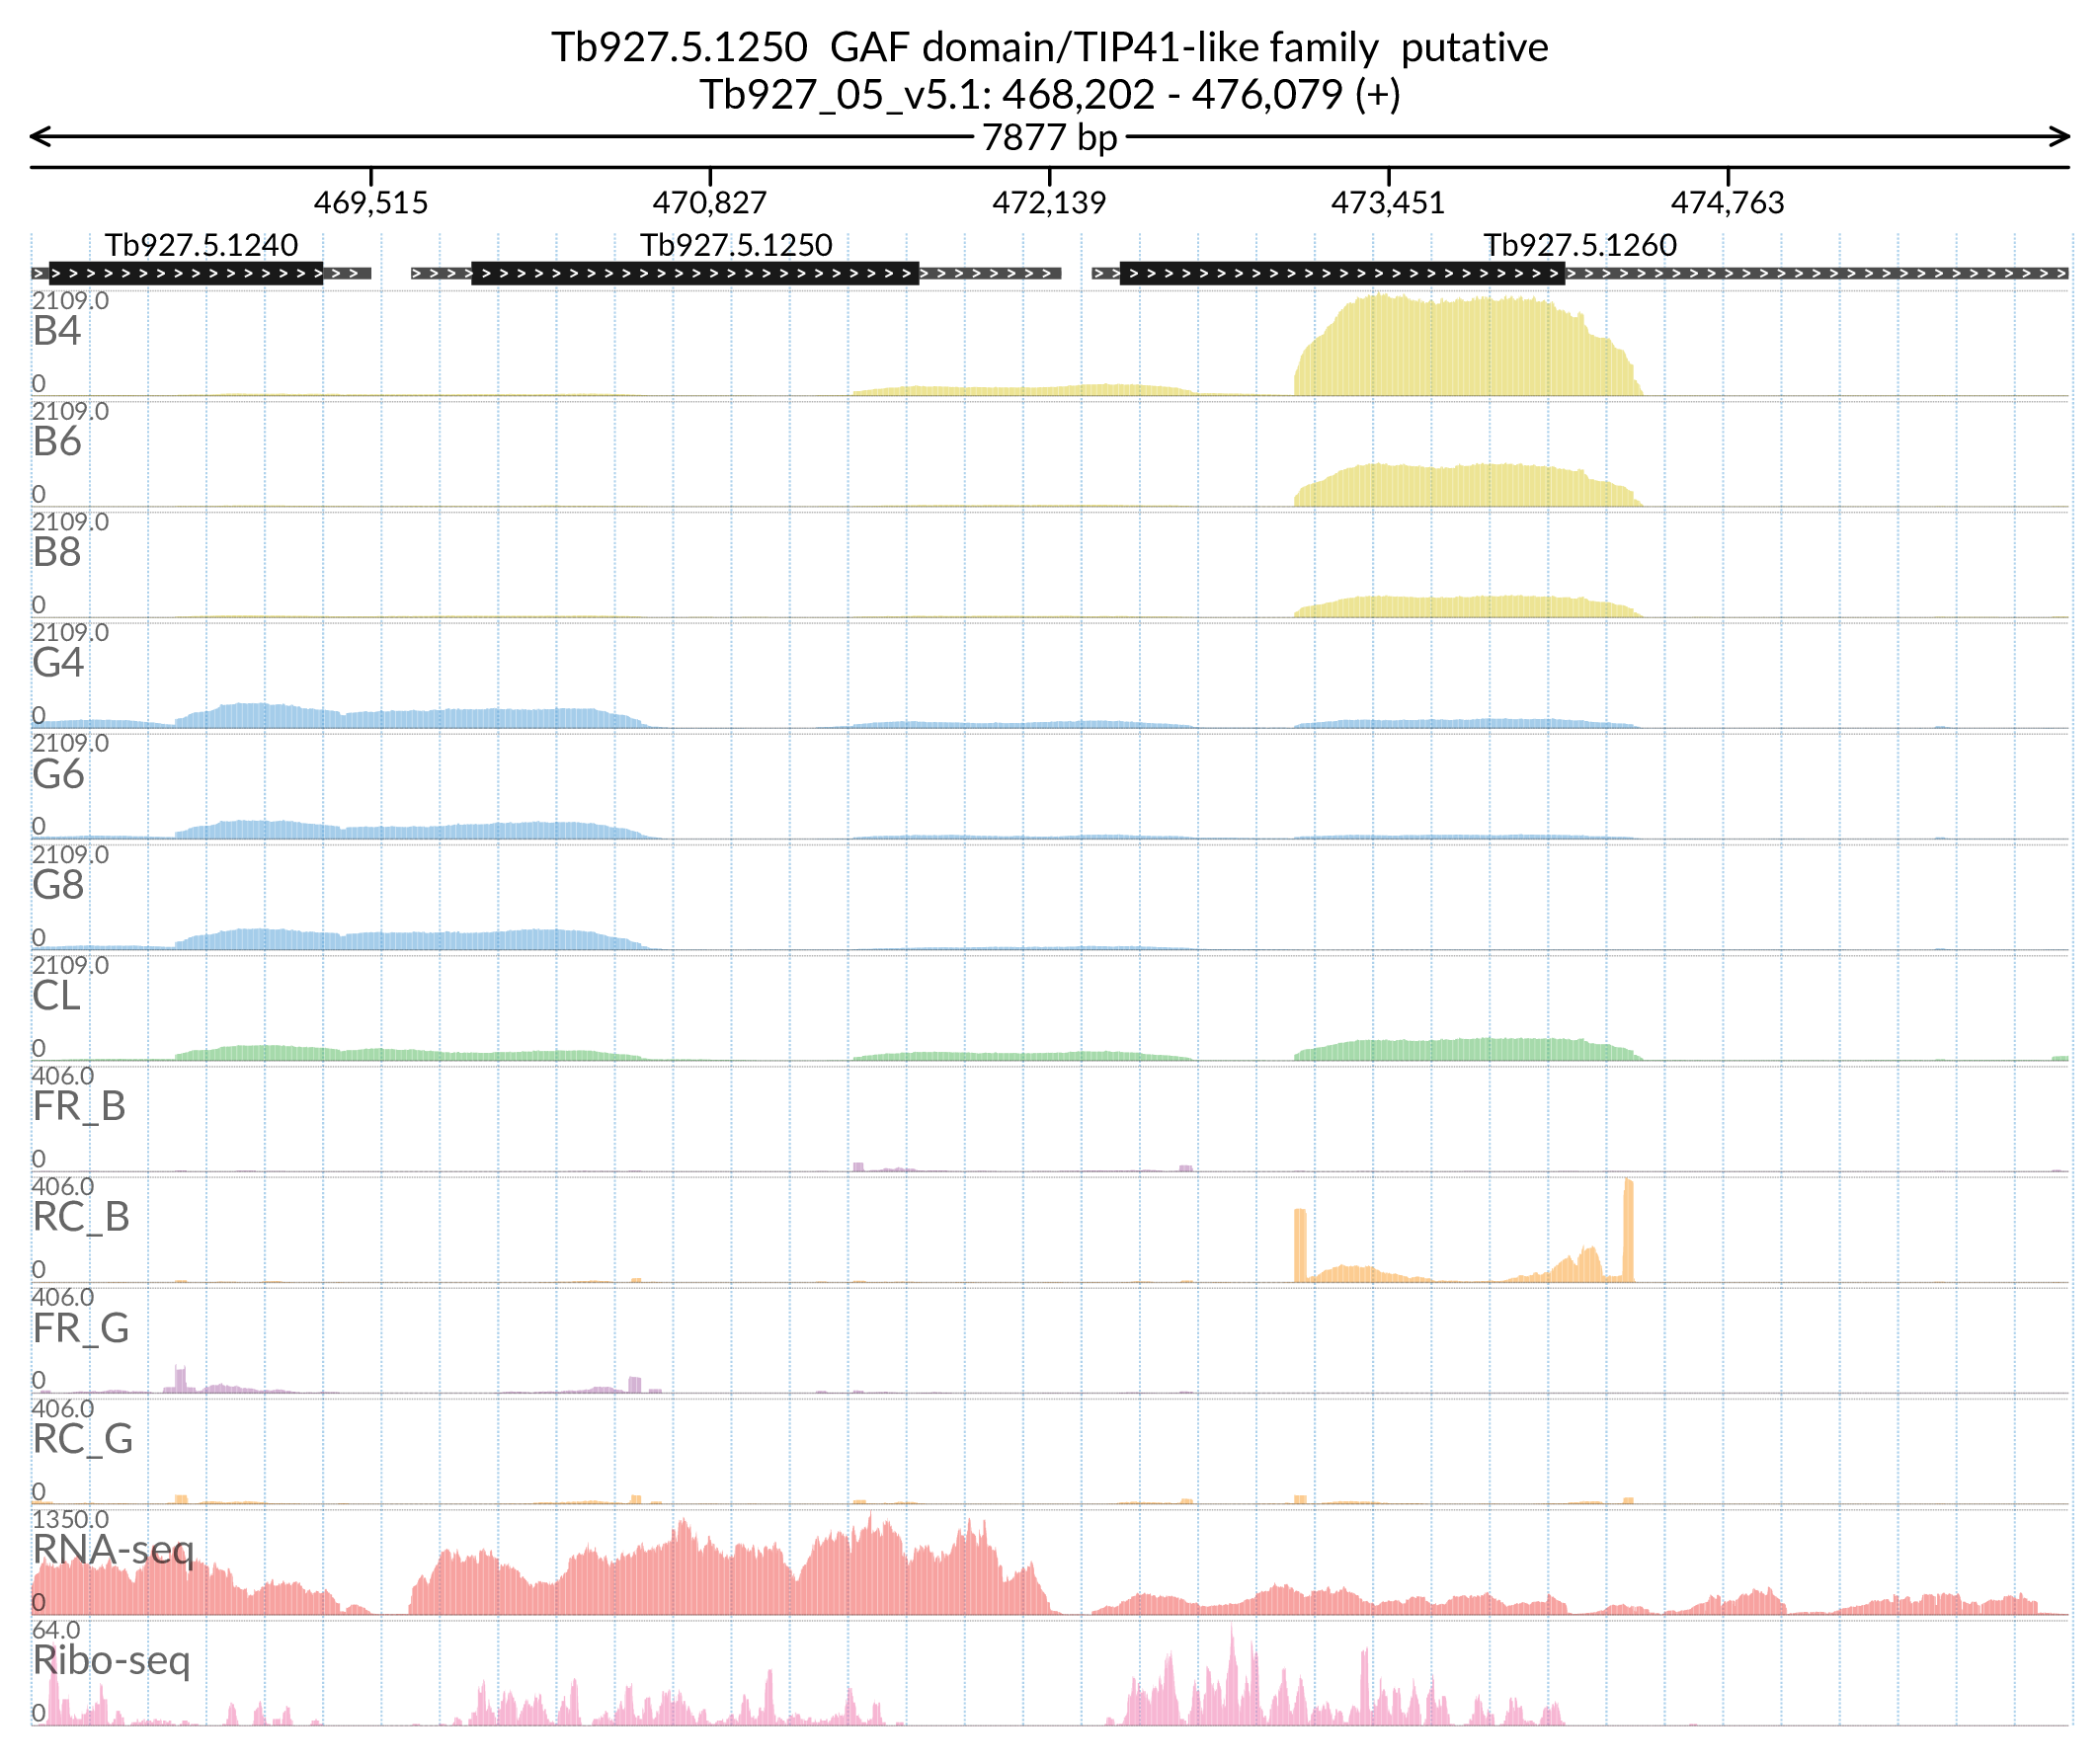 Tb927.5.1250  GAF domain/TIP41-like family  putative
Tb927_05_v5.1: 468,202 - 476,079 (+)
7877 bp
469,515 470,827 472,139 473,451 474,763
Tb927.5.1240 Tb927.5.1250 Tb927.5.1260
2109.0
B4
0
2109.0
B6
0
2109.0
B8
0
2109.0
G4
0
2109.0
G6
0
2109.0
G8
0
2109.0
CL
0
406.0
FR_B
0
406.0
RC_B
0
406.0
FR_G
0
406.0
RC_G
0
1350.0
RNA-seq
0
64.0
Ribo-seq
0